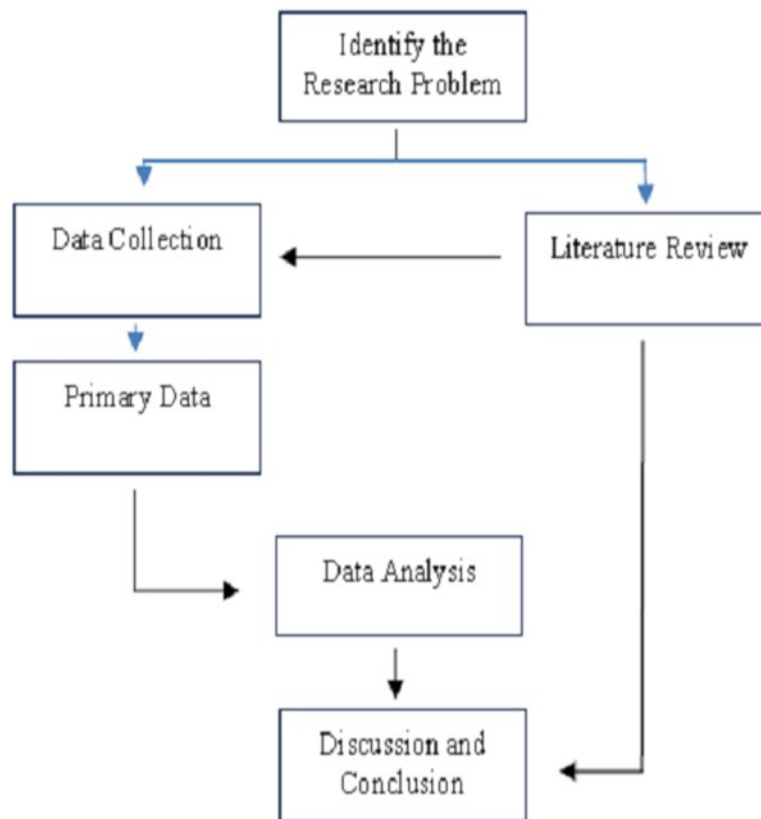 Identify the
Research Problem
Data Collection
Literature Review
Primary Data
Data Analysis
Discussion and
Conclusion